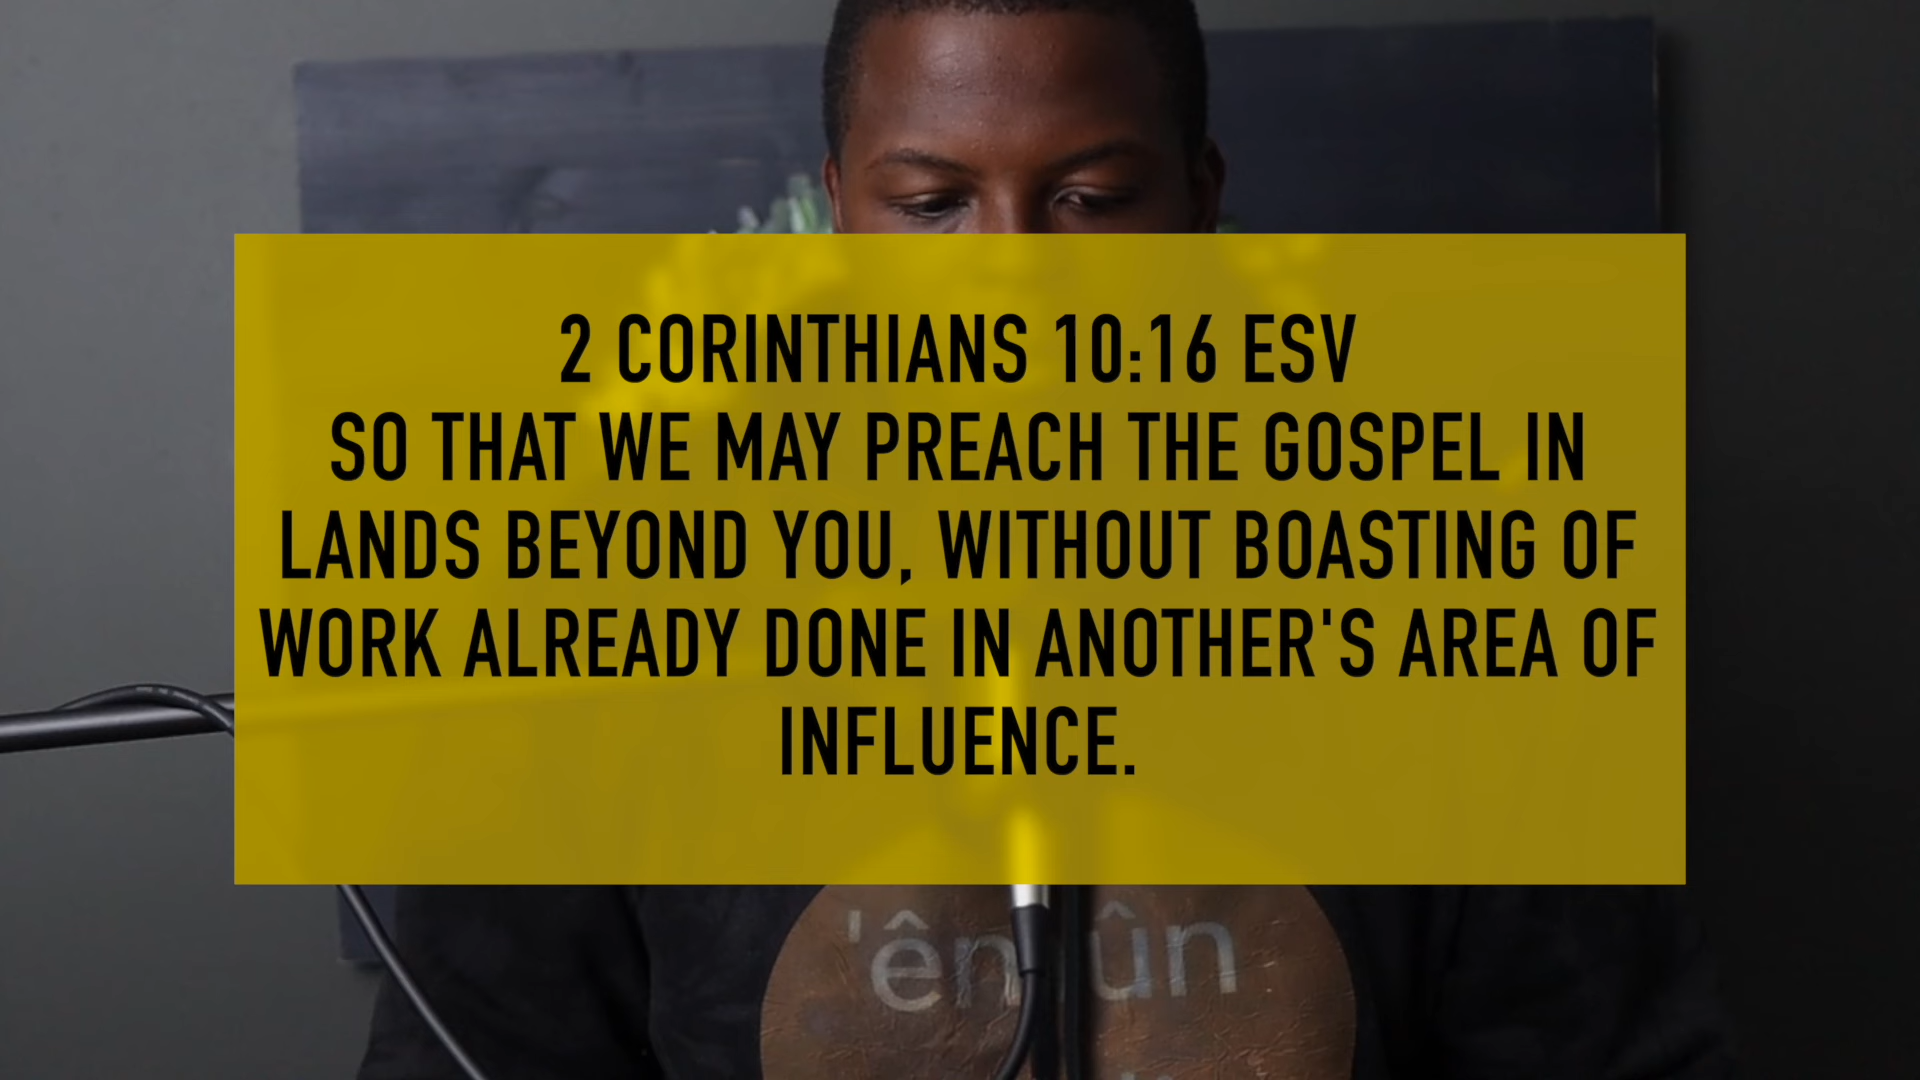 2 CORINTHIANS 10:16 ESV
SO THAT WE MAY PREACH THE GOSPEL IN
LANDS BEYOND YOU, WITHOUT BOASTING OF
WORK ALREADY DONE IN ANOTHER'S AREA OF
INFLUENCE.